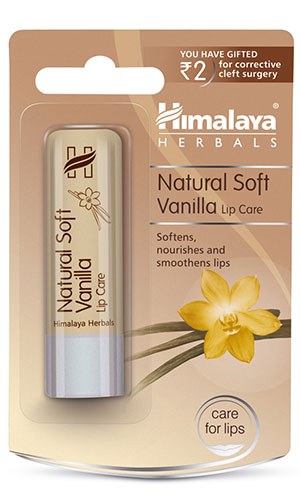 YOU HAVE GIFTED
₹2 for corrective
cleft surgery
Himalaya®
HERBALS
Natural Soft
Vanilla Lip Care
Softens,
nourishes and
smoothens lips
care
for lips
Natural Soft
Vanilla
Lip Care
Himalaya Herbals